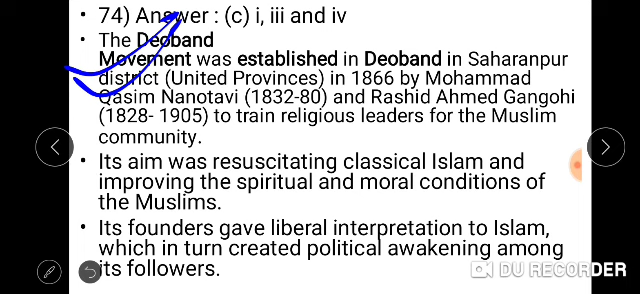 • 74) Answer : (c) i, iii and iv
• The Deoband
Movement was established in Deoband in Saharanpur
district (United Provinces) in 1866 by Mohammad
Qasim Nanotavi (1832-80) and Rashid Ahmed Gangohi
(1828- 1905) to train religious leaders for the Muslim
community.
• Its aim was resuscitating classical Islam and
improving the spiritual and moral conditions of
the Muslims.
• Its founders gave liberal interpretation to Islam,
which in turn created political awakening among
its followers.
DU RECORDER